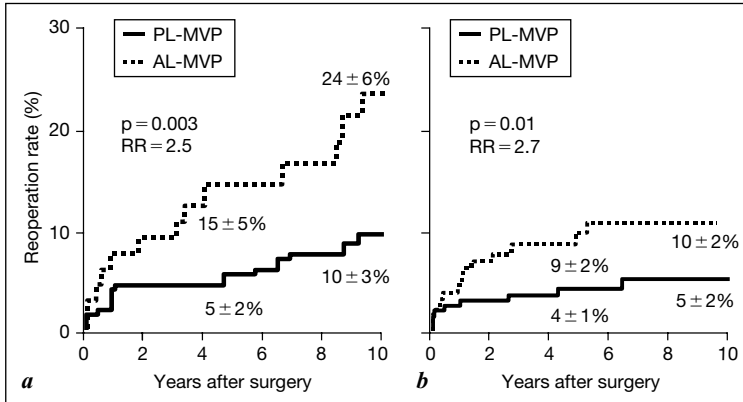 PL-MVP
AL-MVP
PL-MVP
AL-MVP
Reoperation rate (%)
30
20
10
0
p = 0.003
RR = 2.5
24 ± 6%
15 ± 5%
10 ± 3%
5 ± 2%
0 2 4 6 8 10
a
Years after surgery
p = 0.01
RR = 2.7
10 ± 2%
9 ± 2%
5 ± 2%
4 ± 1%
0 2 4 6 8 10
b
Years after surgery